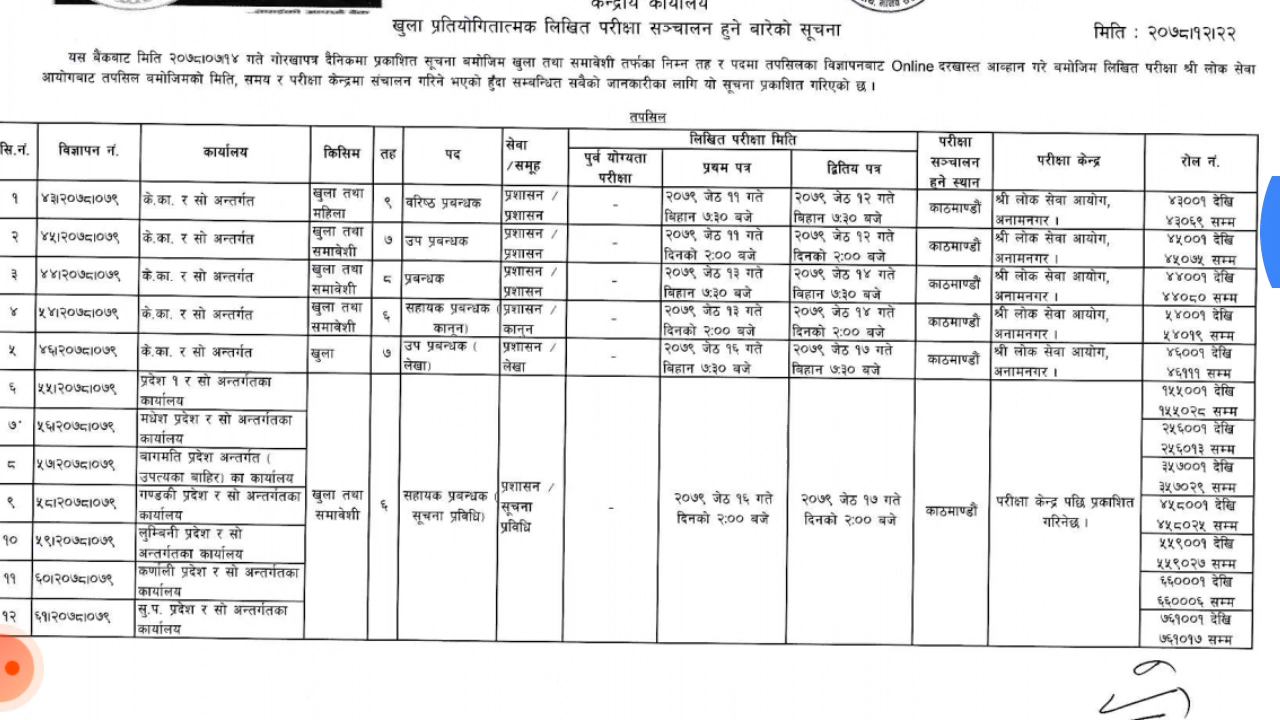 केन्द्रीय कार्यालय
खुला प्रतियोगितात्मक लिखित परीक्षा सञ्चालन हुने बारेको सूचना
मिति : २०७८।१२।२२
यस बैंकबाट मिति २०७८।०७।१४ गते गोरखापत्र दैनिकमा प्रकाशित सूचना बमोजिम खुला तथा समावेशी तर्फका निम्न तह र पदमा तपसिलका विज्ञापनबाट Online दरखास्त आव्हान गरे बमोजिम लिखित परीक्षा श्री लोक सेवा
आयोगबाट तपसिल बमोजिमको मिति, समय र परीक्षा केन्द्रमा संचालन गरिने भएको हुँदा सम्बन्धित सबैको जानकारीका लागि यो सूचना प्रकाशित गरिएको छ ।
तपसिल
सि.नं. विज्ञापन नं. कार्यालय किसिम तह पद सेवा /समूह लिखित परीक्षा मिति परीक्षा सञ्चालन हुने स्थान परीक्षा केन्द्र रोल नं.
पुर्व योग्यता परीक्षा प्रथम पत्र द्वितिय पत्र
१ ४३।२०७८।०७९ के.का. र सो अन्तर्गत खुला तथा महिला ९ वरिष्ठ प्रबन्धक प्रशासन / प्रशासन - २०७९ जेठ ११ गते बिहान ७:३० बजे २०७९ जेठ १२ गते बिहान ७:३० बजे काठमाण्डौं श्री लोक सेवा आयोग, अनामनगर । ४३००१ देखि ४३०६९ सम्म
२ ४५।२०७८।०७९ के.का. र सो अन्तर्गत खुला तथा समावेशी ७ उप प्रबन्धक प्रशासन / प्रशासन - २०७९ जेठ ११ गते दिनको २:०० बजे २०७९ जेठ १२ गते दिनको २:०० बजे काठमाण्डौं श्री लोक सेवा आयोग, अनामनगर । ४५००१ देखि ४५०७५ सम्म
३ ४४।२०७८।०७९ के.का. र सो अन्तर्गत खुला तथा समावेशी ८ प्रबन्धक प्रशासन / प्रशासन - २०७९ जेठ १३ गते बिहान ७:३० बजे २०७९ जेठ १४ गते बिहान ७:३० बजे काठमाण्डौं श्री लोक सेवा आयोग, अनामनगर । ४४००१ देखि ४४०८० सम्म
४ ५४।२०७८।०७९ के.का. र सो अन्तर्गत खुला तथा समावेशी ६ सहायक प्रबन्धक ( कानून) प्रशासन / कानून - २०७९ जेठ १३ गते दिनको २:०० बजे २०७९ जेठ १४ गते दिनको २:०० बजे काठमाण्डौं श्री लोक सेवा आयोग, अनामनगर । ५४००१ देखि ५४०१९ सम्म
५ ४६।२०७८।०७९ के.का. र सो अन्तर्गत खुला ७ उप प्रबन्धक ( लेखा) प्रशासन / लेखा - २०७९ जेठ १६ गते बिहान ७:३० बजे २०७९ जेठ १७ गते बिहान ७:३० बजे काठमाण्डौं श्री लोक सेवा आयोग, अनामनगर । ४६००१ देखि ४६१११ सम्म
६ ५५।२०७८।०७९ प्रदेश १ र सो अन्तर्गतका कार्यालय १५५००१ देखि १५५०२८ सम्म
७ ५६।२०७८।०७९ मधेश प्रदेश र सो अन्तर्गतका कार्यालय २५६००१ देखि २५६०१३ सम्म
८ ५७।२०७८।०७९ बागमति प्रदेश अन्तर्गत ( उपत्यका बाहिर) का कार्यालय ३५७००१ देखि ३५७०२९ सम्म
९ ५८।२०७८।०७९ गण्डकी प्रदेश र सो अन्तर्गतका कार्यालय खुला तथा समावेशी ६ सहायक प्रबन्धक ( सूचना प्रविधि) प्रशासन / सूचना प्रविधि - २०७९ जेठ १६ गते दिनको २:०० बजे २०७९ जेठ १७ गते दिनको २:०० बजे काठमाण्डौं परीक्षा केन्द्र पछि प्रकाशित गरिनेछ । ४५८००१ देखि ४५८०२५ सम्म
१० ५९।२०७८।०७९ लुम्बिनी प्रदेश र सो अन्तर्गतका कार्यालय ५५९००१ देखि ५५९०२७ सम्म
११ ६०।२०७८।०७९ कर्णाली प्रदेश र सो अन्तर्गतका कार्यालय ६६०००१ देखि ६६०००६ सम्म
१२ ६१।२०७८।०७९ सु.प. प्रदेश र सो अन्तर्गतका कार्यालय ७६१००१ देखि ७६१०१७ सम्म